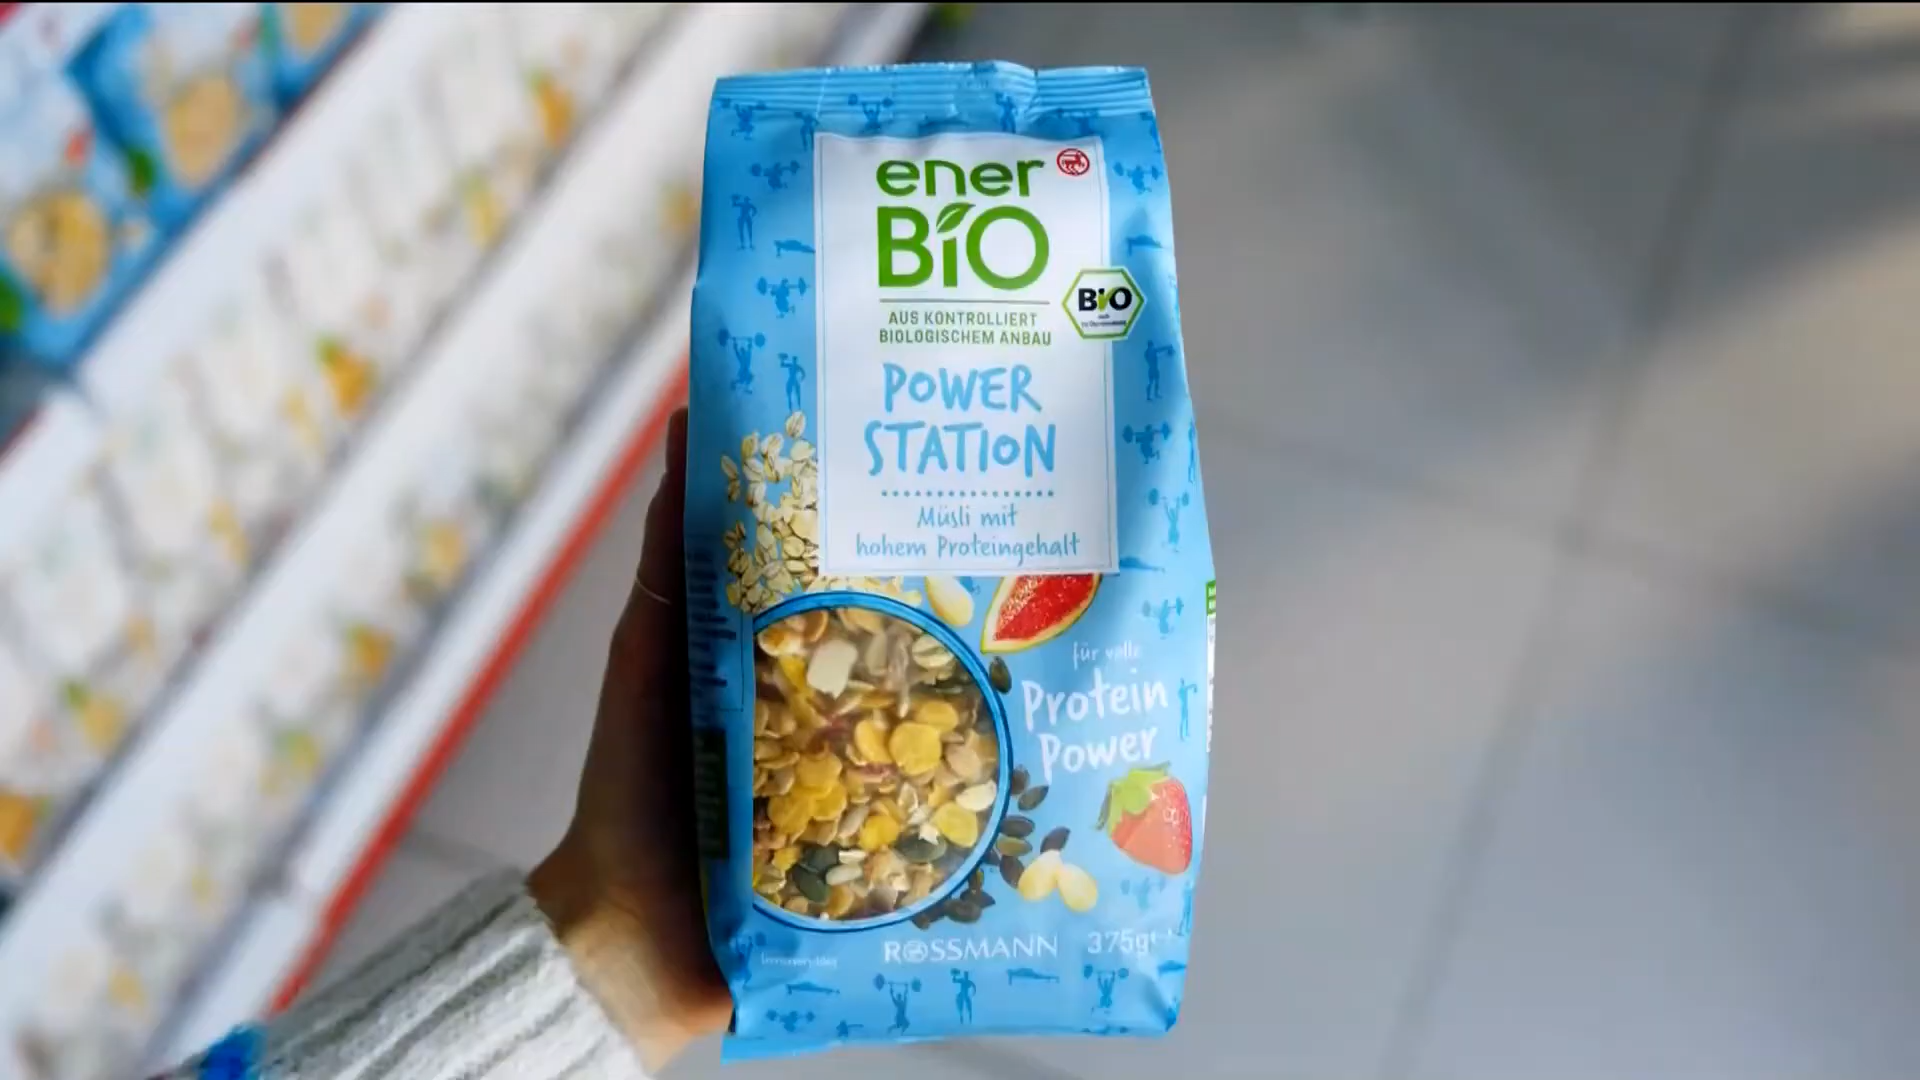 ener
BiO
AUS KONTROLLIERT
BIOLOGISCHEM ANBAU
BiO
POWER
STATION
Müsli mit
hohem Proteingehalt
für volle
Protein
Power
ROSSMANN 375g